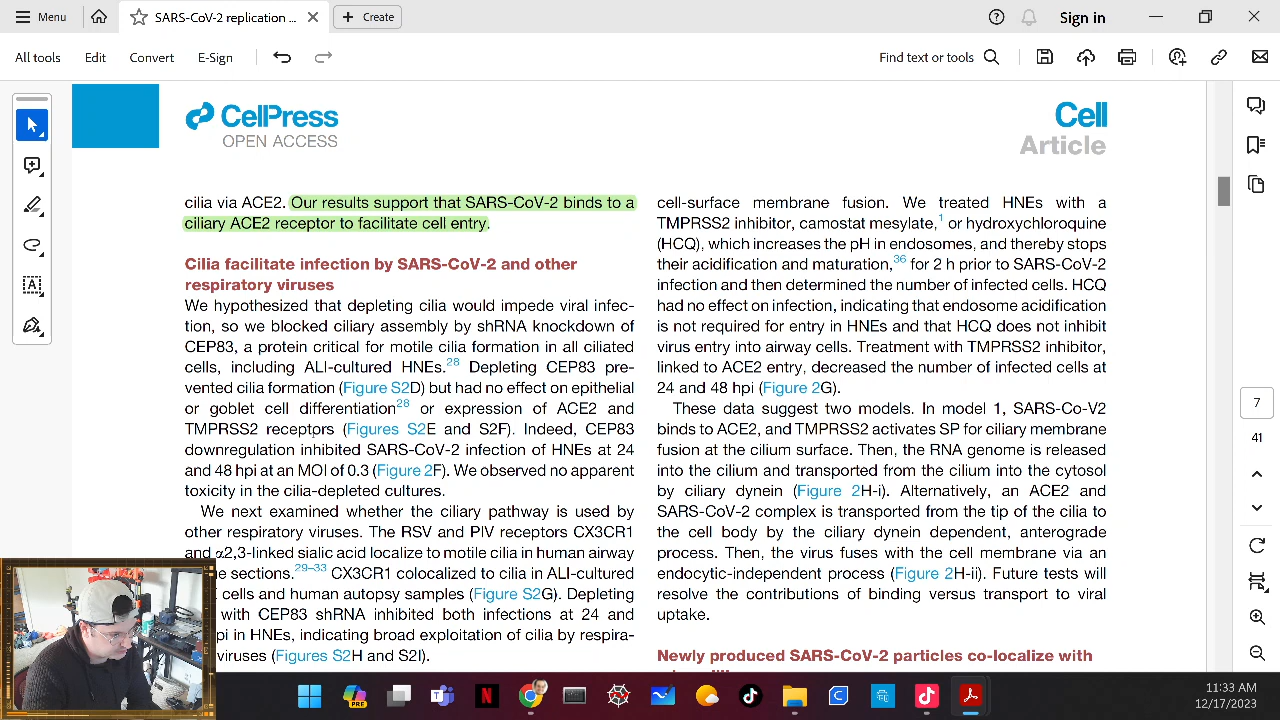 Menu
SARS-CoV-2 replication ...
Create
Sign in
All tools
Edit
Convert
E-Sign
Find text or tools
CelPress
OPEN ACCESS
Cell
Article
cilia via ACE2. Our results support that SARS-CoV-2 binds to a
ciliary ACE2 receptor to facilitate cell entry.
Cilia facilitate infection by SARS-CoV-2 and other
respiratory viruses
We hypothesized that depleting cilia would impede viral infec-
tion, so we blocked ciliary assembly by shRNA knockdown of
CEP83, a protein critical for motile cilia formation in all ciliated
cells, including ALI-cultured HNEs.28 Depleting CEP83 pre-
vented cilia formation (Figure S2D) but had no effect on epithelial
or goblet cell differentiation28 or expression of ACE2 and
TMPRSS2 receptors (Figures S2E and S2F). Indeed, CEP83
downregulation inhibited SARS-CoV-2 infection of HNEs at 24
and 48 hpi at an MOI of 0.3 (Figure 2F). We observed no apparent
toxicity in the cilia-depleted cultures.
We next examined whether the ciliary pathway is used by
other respiratory viruses. The RSV and PIV receptors CX3CR1
and α2,3-linked sialic acid localize to motile cilia in human airway
sections.29–33 CX3CR1 colocalized to cilia in ALI-cultured
cells and human autopsy samples (Figure S2G). Depleting
with CEP83 shRNA inhibited both infections at 24 and
in HNEs, indicating broad exploitation of cilia by respira-
viruses (Figures S2H and S2I).
cell-surface membrane fusion. We treated HNEs with a
TMPRSS2 inhibitor, camostat mesylate,1 or hydroxychloroquine
(HCQ), which increases the pH in endosomes, and thereby stops
their acidification and maturation,36 for 2 h prior to SARS-CoV-2
infection and then determined the number of infected cells. HCQ
had no effect on infection, indicating that endosome acidification
is not required for entry in HNEs and that HCQ does not inhibit
virus entry into airway cells. Treatment with TMPRSS2 inhibitor,
linked to ACE2 entry, decreased the number of infected cells at
24 and 48 hpi (Figure 2G).
These data suggest two models. In model 1, SARS-Co-V2
binds to ACE2, and TMPRSS2 activates SP for ciliary membrane
fusion at the cilium surface. Then, the RNA genome is released
into the cilium and transported from the cilium into the cytosol
by ciliary dynein (Figure 2H-i). Alternatively, an ACE2 and
SARS-CoV-2 complex is transported from the tip of the cilia to
the cell body by the ciliary dynein dependent, anterograde
process. Then, the virus fuses with the cell membrane via an
endocytic-independent process (Figure 2H-ii). Future tests will
resolve the contributions of binding versus transport to viral
uptake.
Newly produced SARS-CoV-2 particles co-localize with
7
41
PRE
11:33 AM
12/17/2023